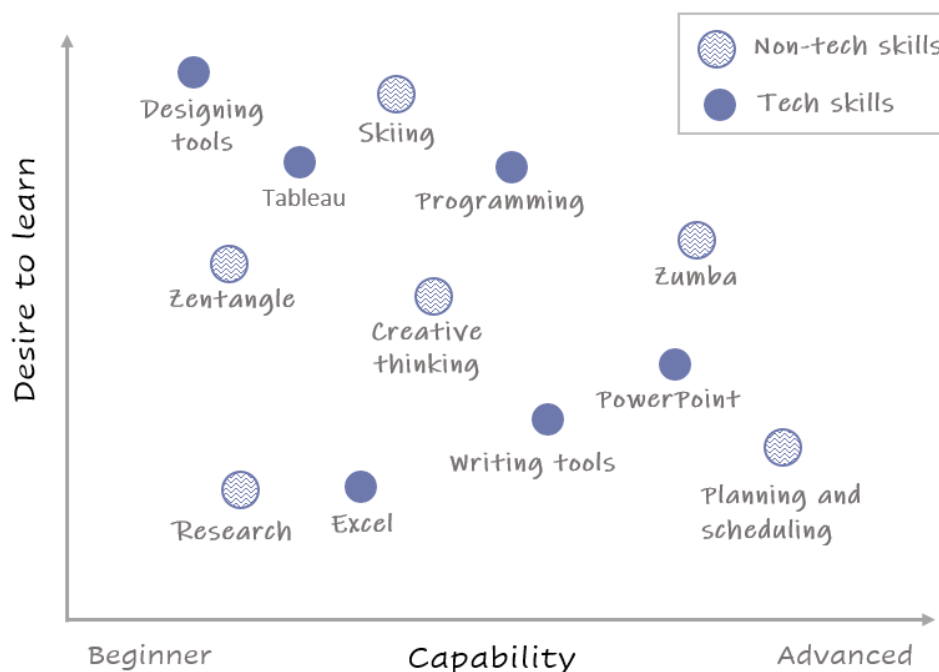 Non-tech skills
Tech skills
Designing
tools
Skiing
Tableau
Programming
Zentangle
Zumba
Creative
thinking
PowerPoint
Writing tools
Planning and
scheduling
Research
Excel
Desire to learn
Beginner
Capability
Advanced